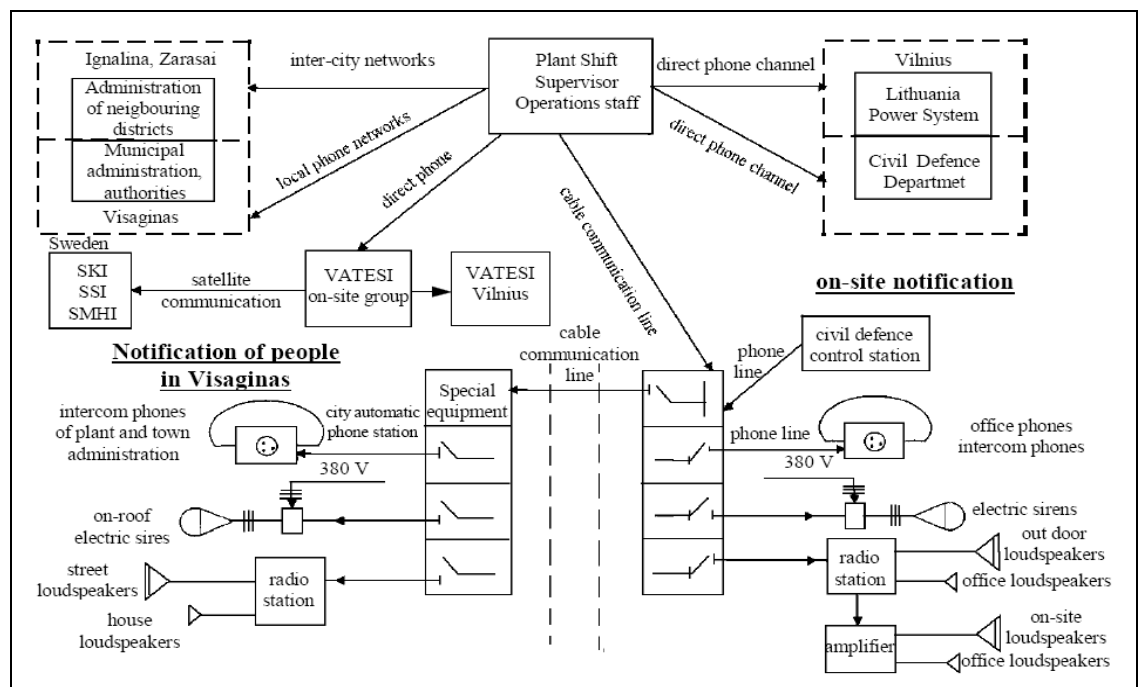 Ignalina, Zarasai
Administration
of neigbouring
districts
Municipal
administration,
authorities
Visaginas
inter-city networks
local phone networks
direct phone
Plant Shift
Supervisor
Operations staff
direct phone channel
direct phone channel
cable communication line
Vilnius
Lithuania
Power System
Civil Defence
Departmet
Sweden
SKI
SSI
SMHI
satellite
communication
VATESI
on-site group
VATESI
Vilnius
on-site notification
Notification of people
in Visaginas
cable
communication
line
phone
line
civil defence
control station
Special
equipment
intercom phones
of plant and town
administration
city automatic
phone station
380 V
on-roof
electric sires
street
loudspeakers
house
loudspeakers
radio
station
phone line
office phones
intercom phones
380 V
electric sirens
out door
loudspeakers
office loudspeakers
radio
station
on-site
loudspeakers
office loudspeakers
amplifier